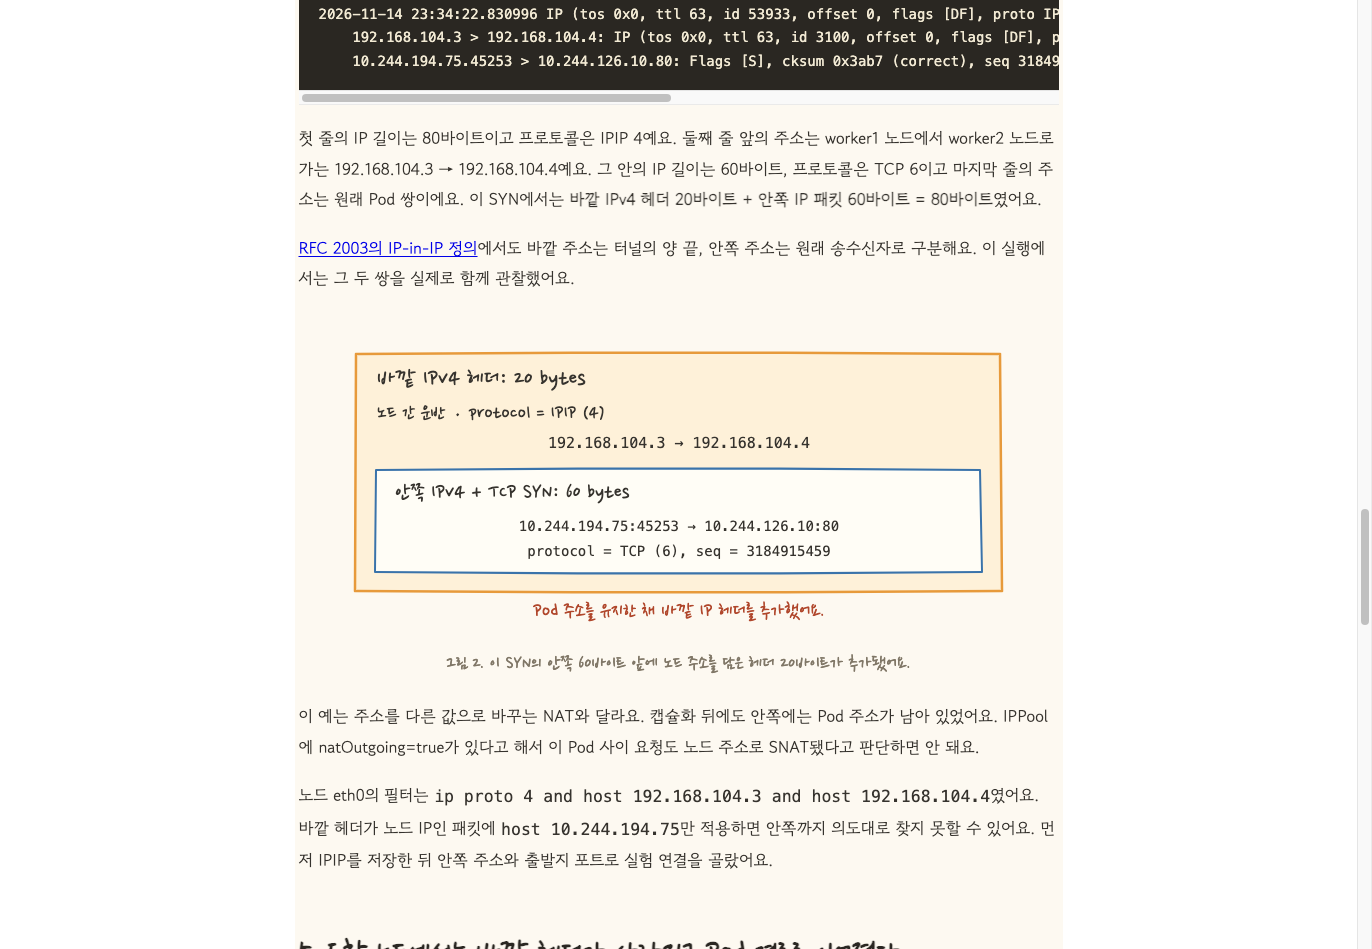 2026-11-14 23:34:22.830996 IP (tos 0x0, ttl 63, id 53933, offset 0, flags [DF], proto IP
192.168.104.3 > 192.168.104.4: IP (tos 0x0, ttl 63, id 3100, offset 0, flags [DF], p
10.244.194.75.45253 > 10.244.126.10.80: Flags [S], cksum 0x3ab7 (correct), seq 31849
첫 줄의 IP 길이는 80바이트이고 프로토콜은 IPIP 4예요. 둘째 줄 앞의 주소는 worker1 노드에서 worker2 노드로
가는 192.168.104.3 → 192.168.104.4예요. 그 안의 IP 길이는 60바이트, 프로토콜은 TCP 6이고 마지막 줄의 주
소는 원래 Pod 쌍이에요. 이 SYN에서는 바깥 IPv4 헤더 20바이트 + 안쪽 IP 패킷 60바이트 = 80바이트였어요.
RFC 2003의 IP-in-IP 정의에서도 바깥 주소는 터널의 양 끝, 안쪽 주소는 원래 송수신자로 구분해요. 이 실행에
서는 그 두 쌍을 실제로 함께 관찰했어요.
바깥 IPv4 헤더: 20 bytes
노드 간 운반 · protocol = IPIP (4)
192.168.104.3 → 192.168.104.4
안쪽 IPv4 + TCP SYN: 60 bytes
10.244.194.75:45253 → 10.244.126.10:80
protocol = TCP (6), seq = 3184915459
Pod 주소를 유지한 채 바깥 IP 헤더를 추가했어요.
그림 2. 이 SYN의 안쪽 60바이트 앞에 노드 주소를 담은 헤더 20바이트가 추가됐어요.
이 예는 주소를 다른 값으로 바꾸는 NAT와 달라요. 캡슐화 뒤에도 안쪽에는 Pod 주소가 남아 있었어요. IPPool
에 natOutgoing=true가 있다고 해서 이 Pod 사이 요청도 노드 주소로 SNAT됐다고 판단하면 안 돼요.
노드 eth0의 필터는 ip proto 4 and host 192.168.104.3 and host 192.168.104.4였어요.
바깥 헤더가 노드 IP인 패킷에 host 10.244.194.75만 적용하면 안쪽까지 의도대로 찾지 못할 수 있어요. 먼
저 IPIP를 저장한 뒤 안쪽 주소와 출발지 포트로 실험 연결을 골랐어요.